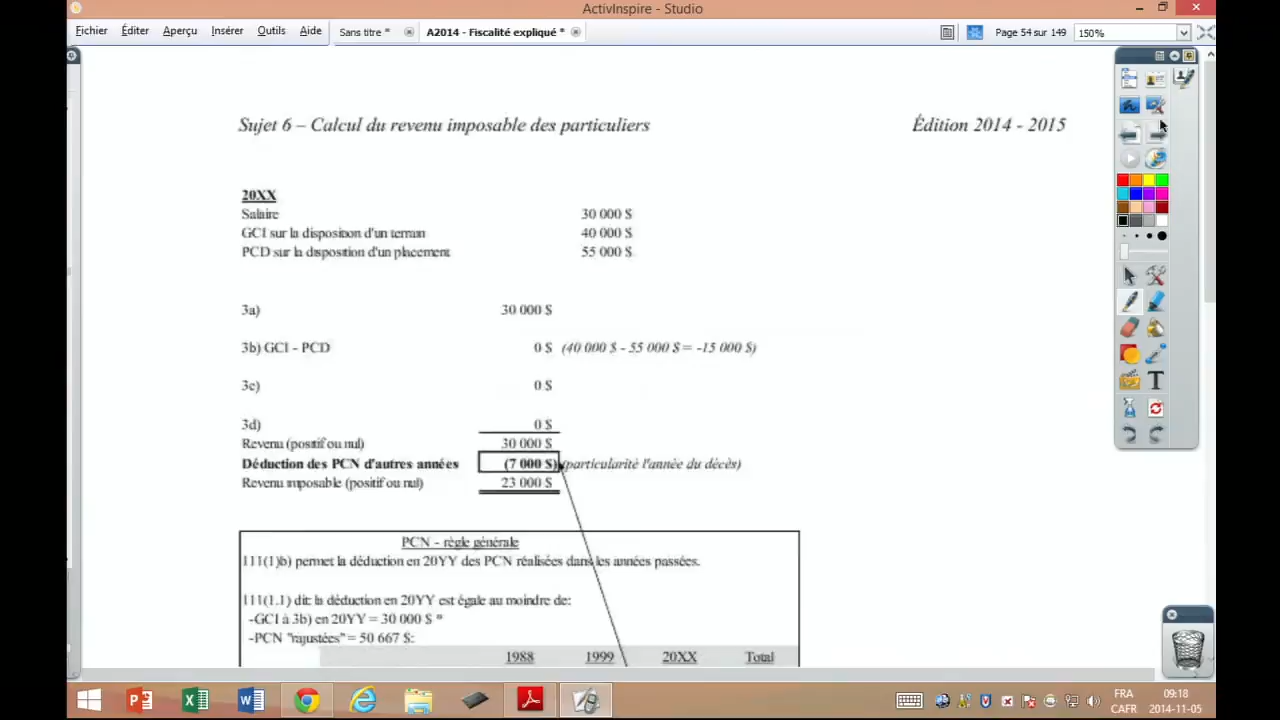 ActivInspire - Studio
Fichier Éditer Aperçu Insérer Outils Aide Sans titre * A2014 - Fiscalité expliqué * Page 54 sur 149 150%
Sujet 6 – Calcul du revenu imposable des particuliers Édition 2014 - 2015
20XX
Salaire 30 000 $
GCI sur la disposition d'un terrain 40 000 $
PCD sur la disposition d'un placement 55 000 $
3a) 30 000 $
3b) GCI - PCD 0 $ (40 000 $ - 55 000 $ = -15 000 $)
3c) 0 $
3d) 0 $
Revenu (positif ou nul) 30 000 $
Déduction des PCN d'autres années (7 000 $) (particularité l'année du décès)
Revenu imposable (positif ou nul) 23 000 $
PCN - règle générale
111(1)b) permet la déduction en 20YY des PCN réalisées dans les années passées.
111(1.1) dit: la déduction en 20YY est égale au moindre de:
-GCI à 3b) en 20YY = 30 000 $ *
-PCN "rajustées" = 50 667 $:
1988 1999 20XX Total
FRA 09:18
CAFR 2014-11-05